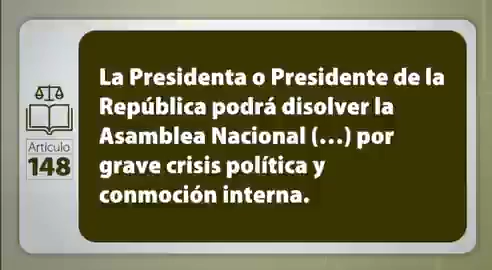 La Presidenta o Presidente de la
República podrá disolver la
Asamblea Nacional (...) por
grave crisis política y
conmoción interna.
Artículo
148